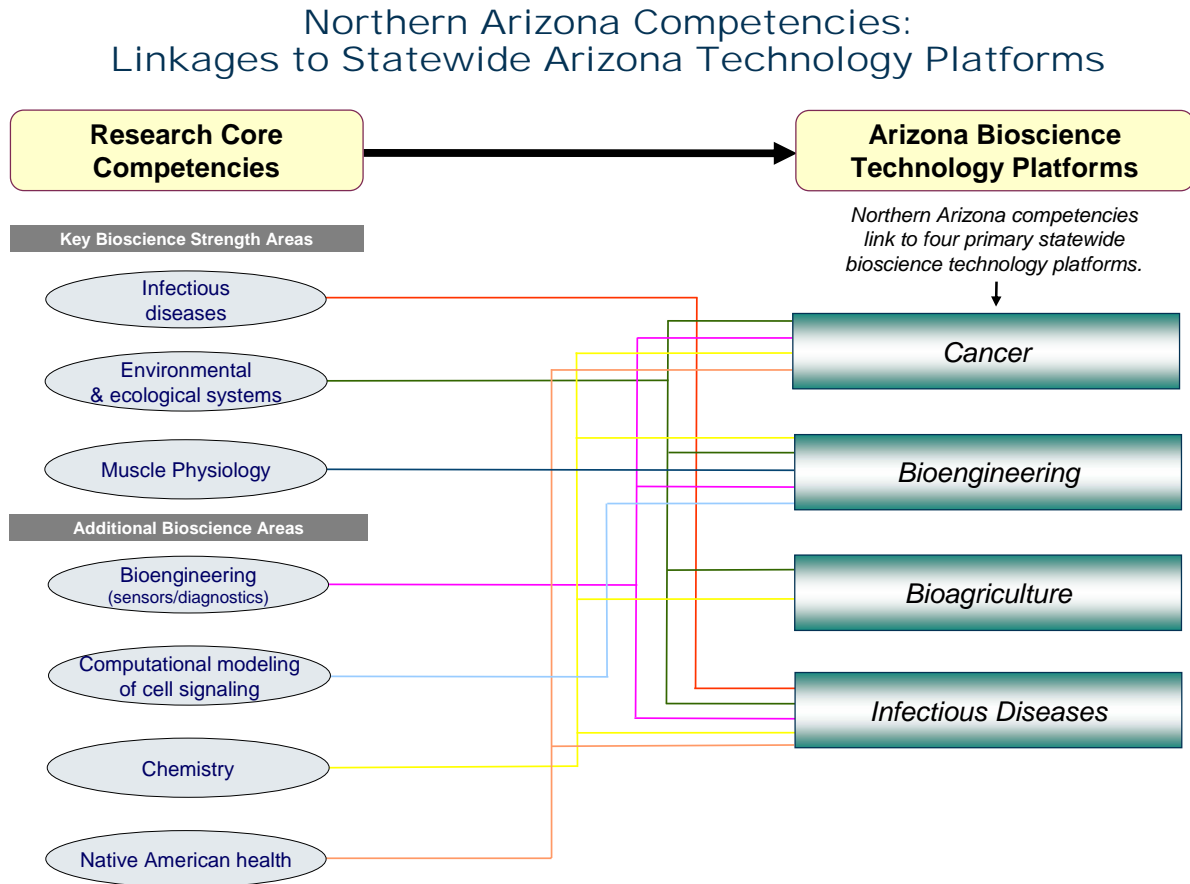 Northern Arizona Competencies:
Linkages to Statewide Arizona Technology Platforms
Research Core
Competencies
Arizona Bioscience
Technology Platforms
Northern Arizona competencies
link to four primary statewide
bioscience technology platforms.
Key Bioscience Strength Areas
Infectious
diseases
Environmental
& ecological systems
Muscle Physiology
Additional Bioscience Areas
Bioengineering
(sensors/diagnostics)
Computational modeling
of cell signaling
Chemistry
Native American health
Cancer
Bioengineering
Bioagriculture
Infectious Diseases